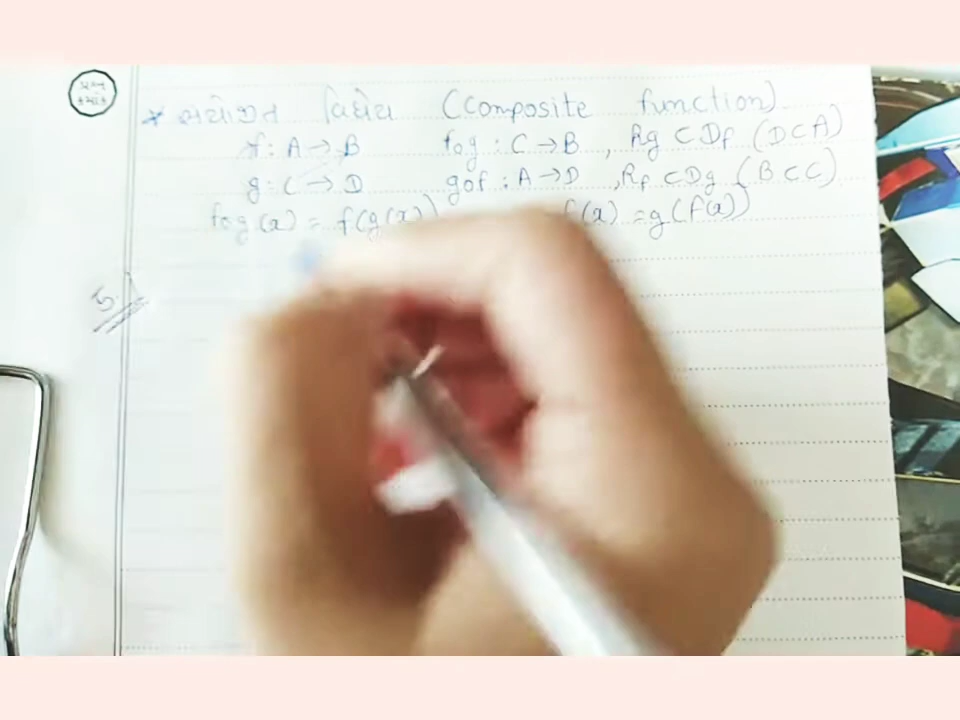 * સંયોજિત વિધેય (Composite function)
f: A → B fog : C → B , Rg ⊂ Df (D⊂A)
g: C → D gof : A → D , Rf ⊂ Dg (B⊂C)
fog (x) = f(g(x)) f(x) = g(f(x))